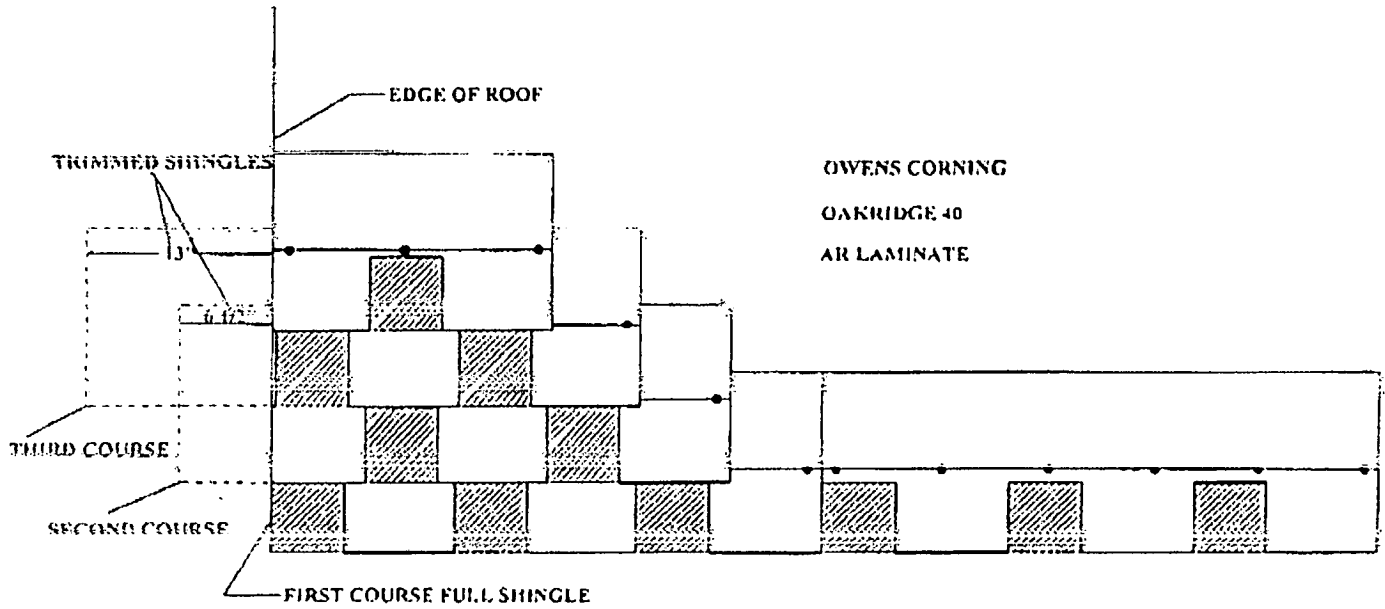 EDGE OF ROOF
TRIMMED SHINGLES
OWENS CORNING
OAKRIDGE 40
AR LAMINATE
THIRD COURSE
SECOND COURSE
FIRST COURSE FULL SHINGLE